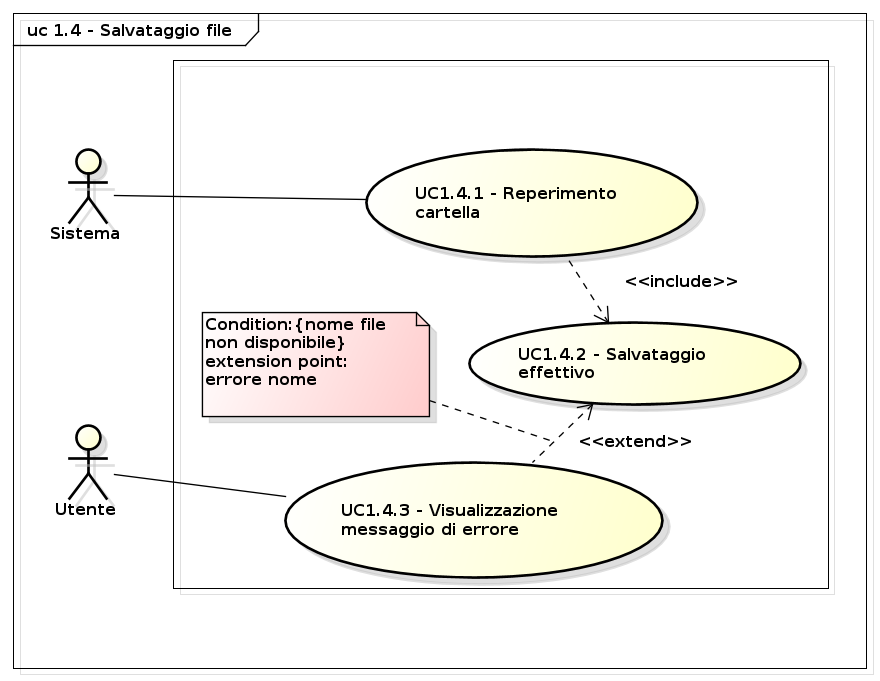 uc 1.4 - Salvataggio file
UC1.4.1 - Reperimento
cartella
Sistema
<<include>>
Condition:{nome file
non disponibile}
extension point:
errore nome
UC1.4.2 - Salvataggio
effettivo
<<extend>>
Utente
UC1.4.3 - Visualizzazione
messaggio di errore